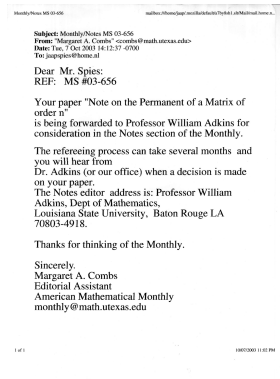 Monthly/Notes MS 03-656
Subject: Monthly/Notes MS 03-656
From: "Margaret A. Combs" <combs@math.utexas.edu>
Date: Tue, 7 Oct 2003 14:12:37 -0700
To: jaapspies@home.nl
Dear Mr. Spies:
REF: MS #03-656
Your paper "Note on the Permanent of a Matrix of
order n"
is being forwarded to Professor William Adkins for
consideration in the Notes section of the Monthly.
The refereeing process can take several months and
you will hear from
Dr. Adkins (or our office) when a decision is made
on your paper.
The Notes editor address is: Professor William
Adkins, Dept of Mathematics,
Louisiana State University, Baton Rouge LA
70803-4918.
Thanks for thinking of the Monthly.
Sincerely.
Margaret A. Combs
Editorial Assistant
American Mathematical Monthly
monthly@math.utexas.edu
1 of 1
10/07/2003 11:02 PM